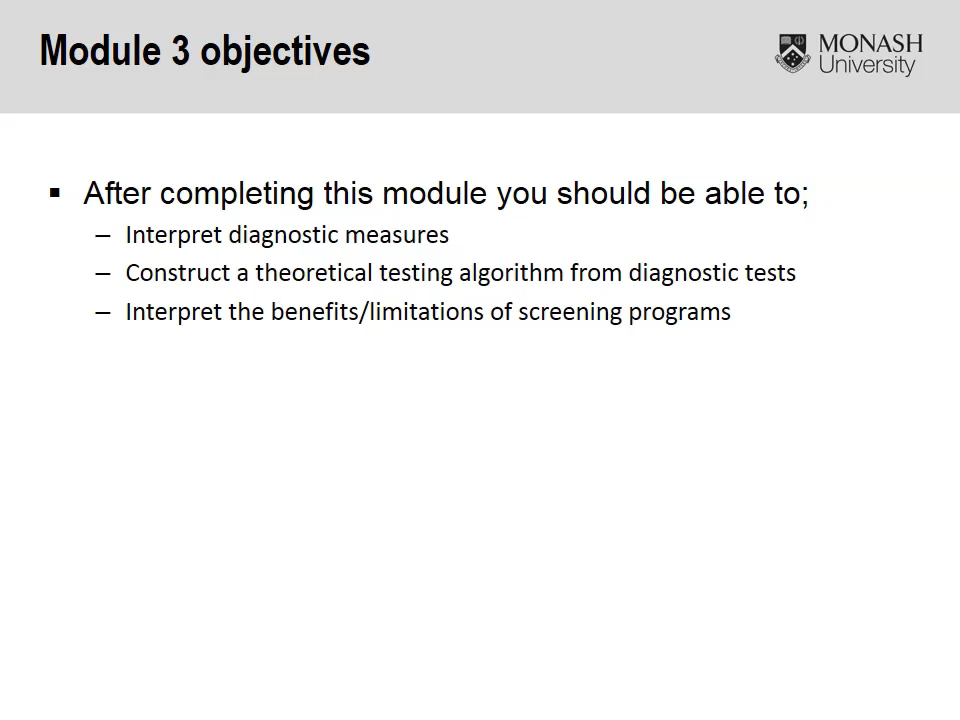 Module 3 objectives
MONASH
University
▪ After completing this module you should be able to;
– Interpret diagnostic measures
– Construct a theoretical testing algorithm from diagnostic tests
– Interpret the benefits/limitations of screening programs